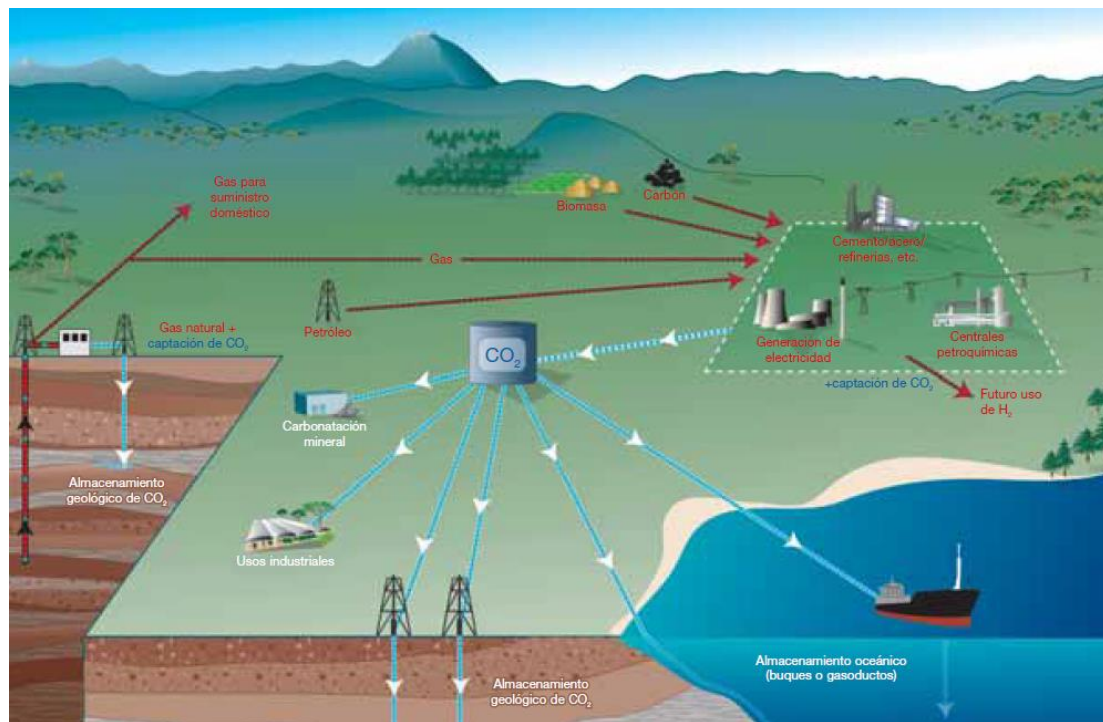 Gas para
suministro
doméstico
Biomasa
Carbón
Cemento/acero/
refinerías, etc.
Gas
Petróleo
Gas natural +
captación de CO₂
Generación de
electricidad
Centrales
petroquímicas
+captación de CO₂
Futuro uso
de H₂
CO₂
Carbonatación
mineral
Almacenamiento
geológico de CO₂
Usos industriales
Almacenamiento oceánico
(buques o gasoductos)
Almacenamiento
geológico de CO₂